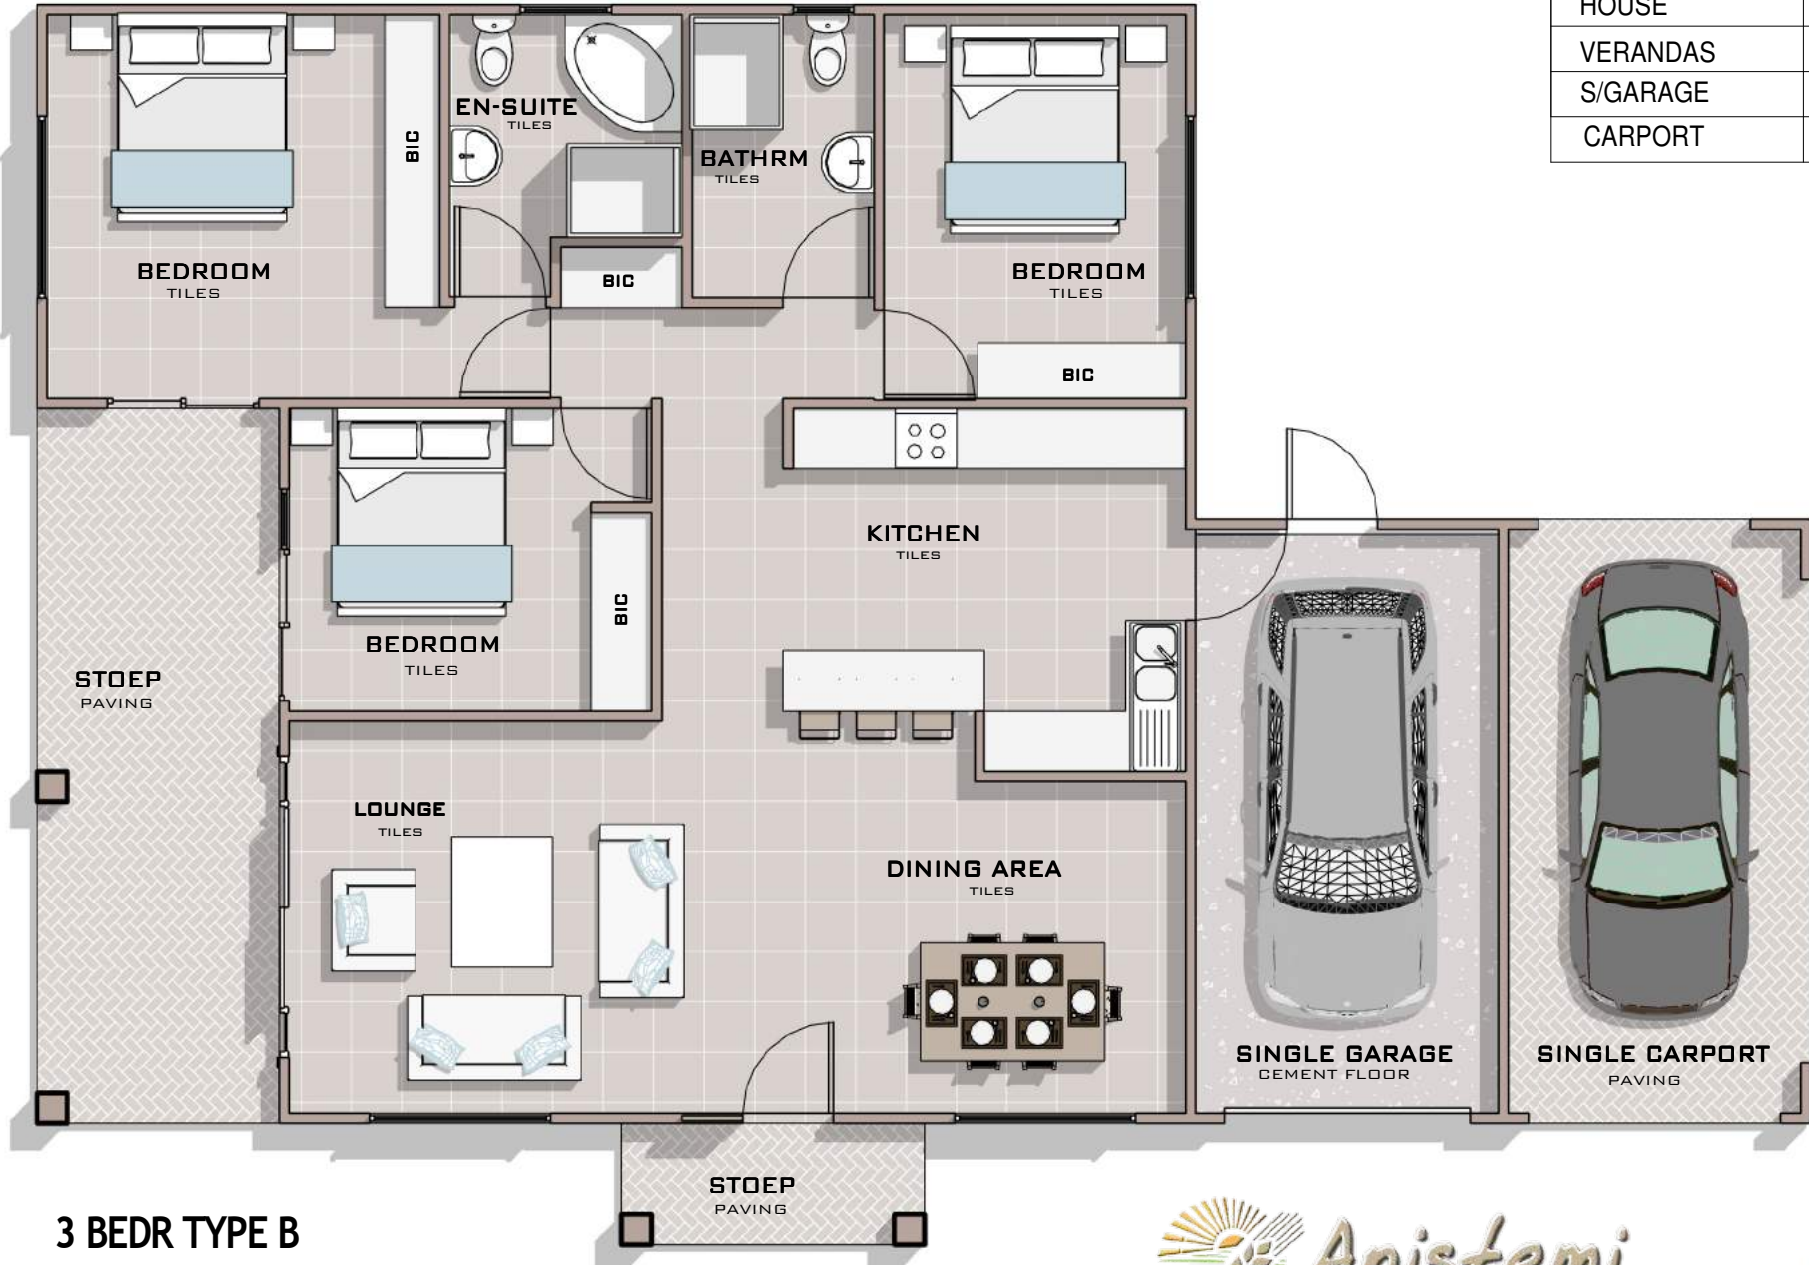 HOUSE
VERANDAS
S/GARAGE
CARPORT
EN-SUITE
TILES
BIC
BATHRM
TILES
BEDROOM
TILES
BIC
BEDROOM
TILES
BIC
KITCHEN
TILES
BIC
BEDROOM
TILES
STOEP
PAVING
LOUNGE
TILES
DINING AREA
TILES
SINGLE GARAGE
CEMENT FLOOR
SINGLE CARPORT
PAVING
STOEP
PAVING
3 BEDR TYPE B
Anistemi